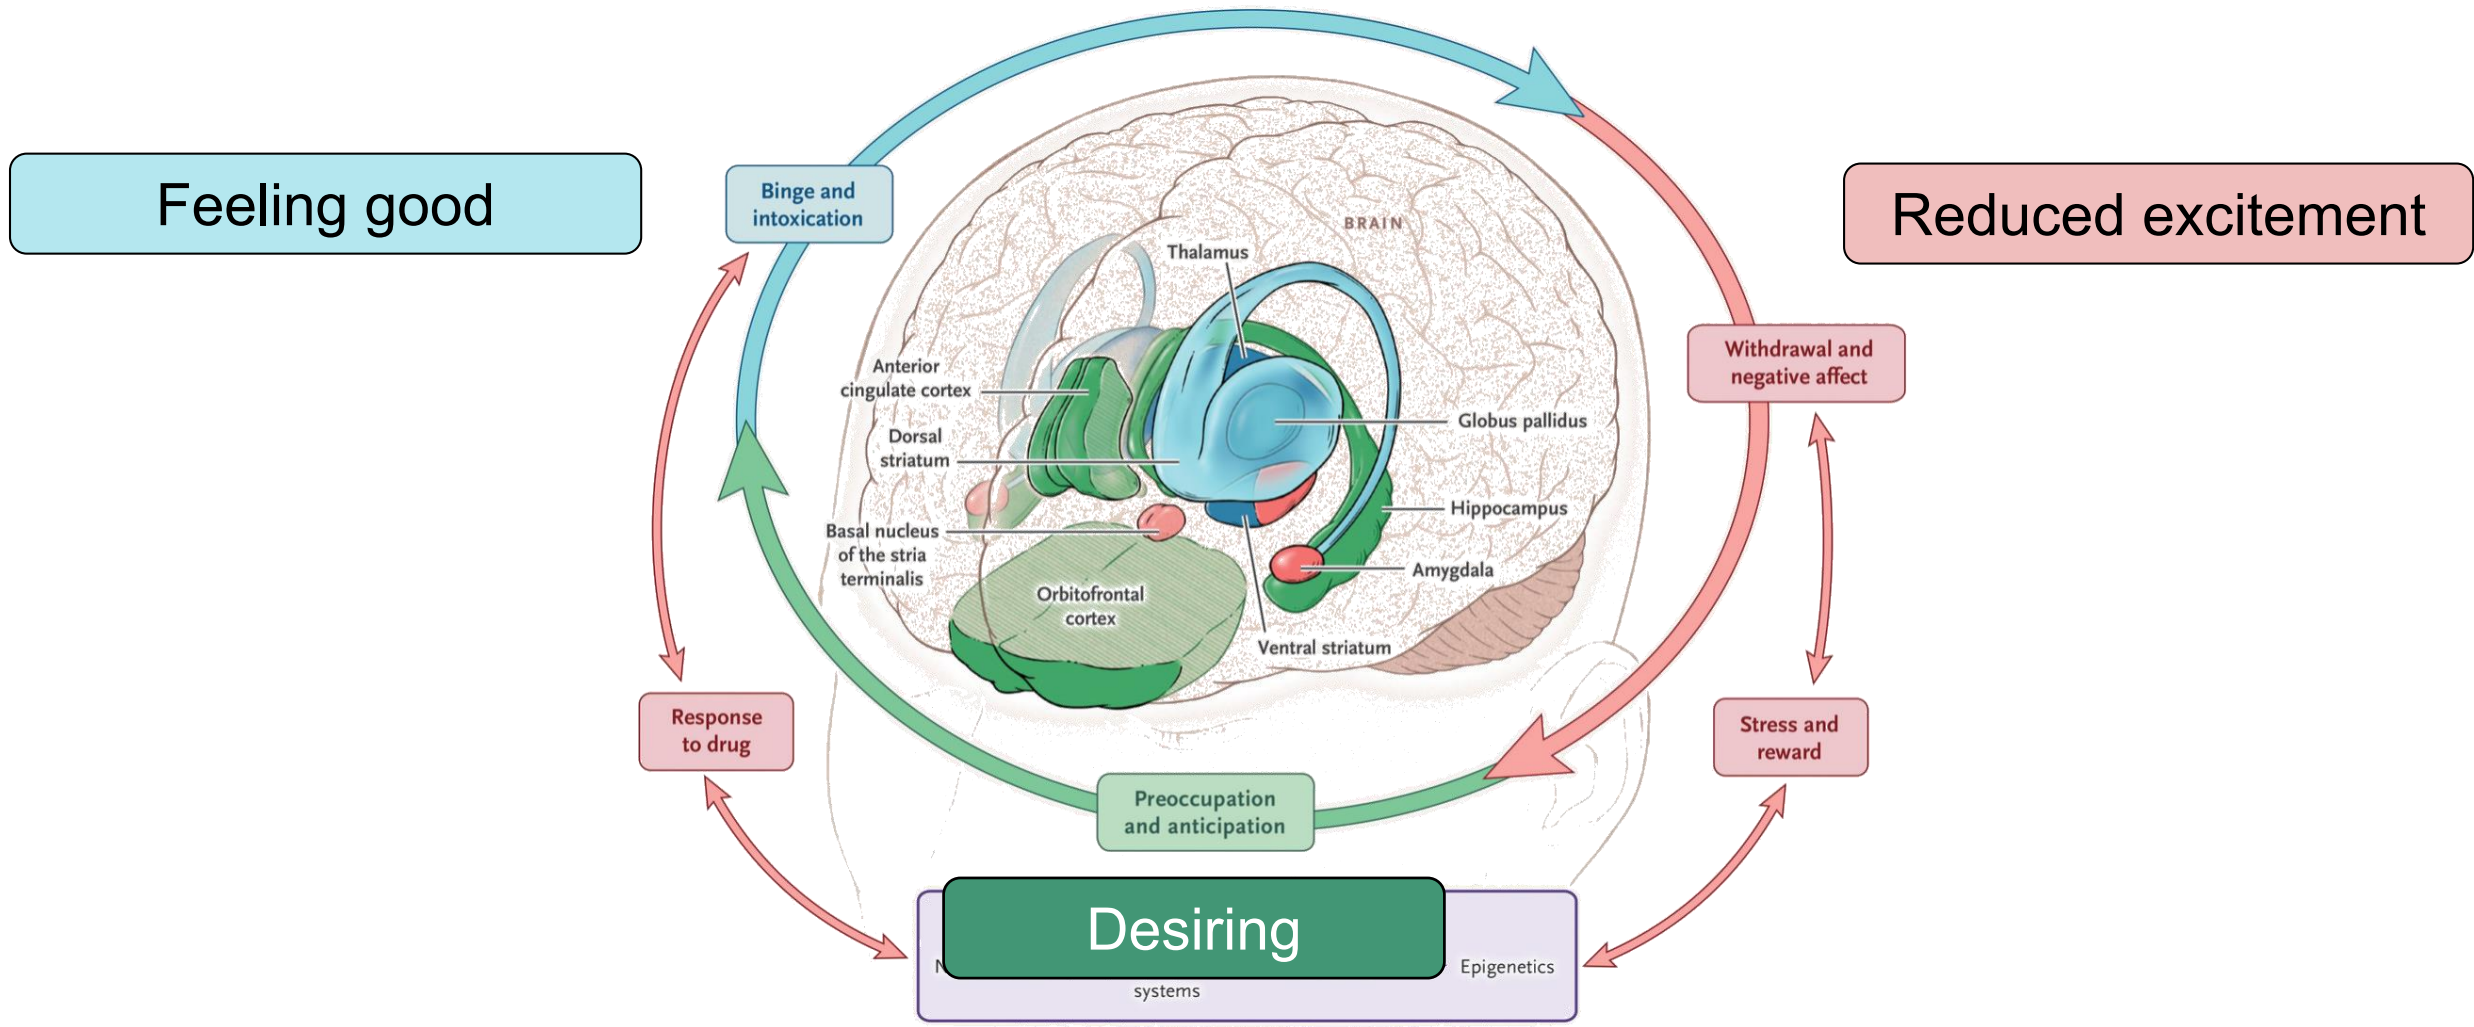 Feeling good
Binge and
intoxication
Reduced excitement
BRAIN
Thalamus
Anterior
cingulate cortex
Withdrawal and
negative affect
Globus pallidus
Dorsal
striatum
Hippocampus
Basal nucleus
of the stria
terminalis
Amygdala
Orbitofrontal
cortex
Ventral striatum
Response
to drug
Stress and
reward
Preoccupation
and anticipation
Desiring
Epigenetics
systems